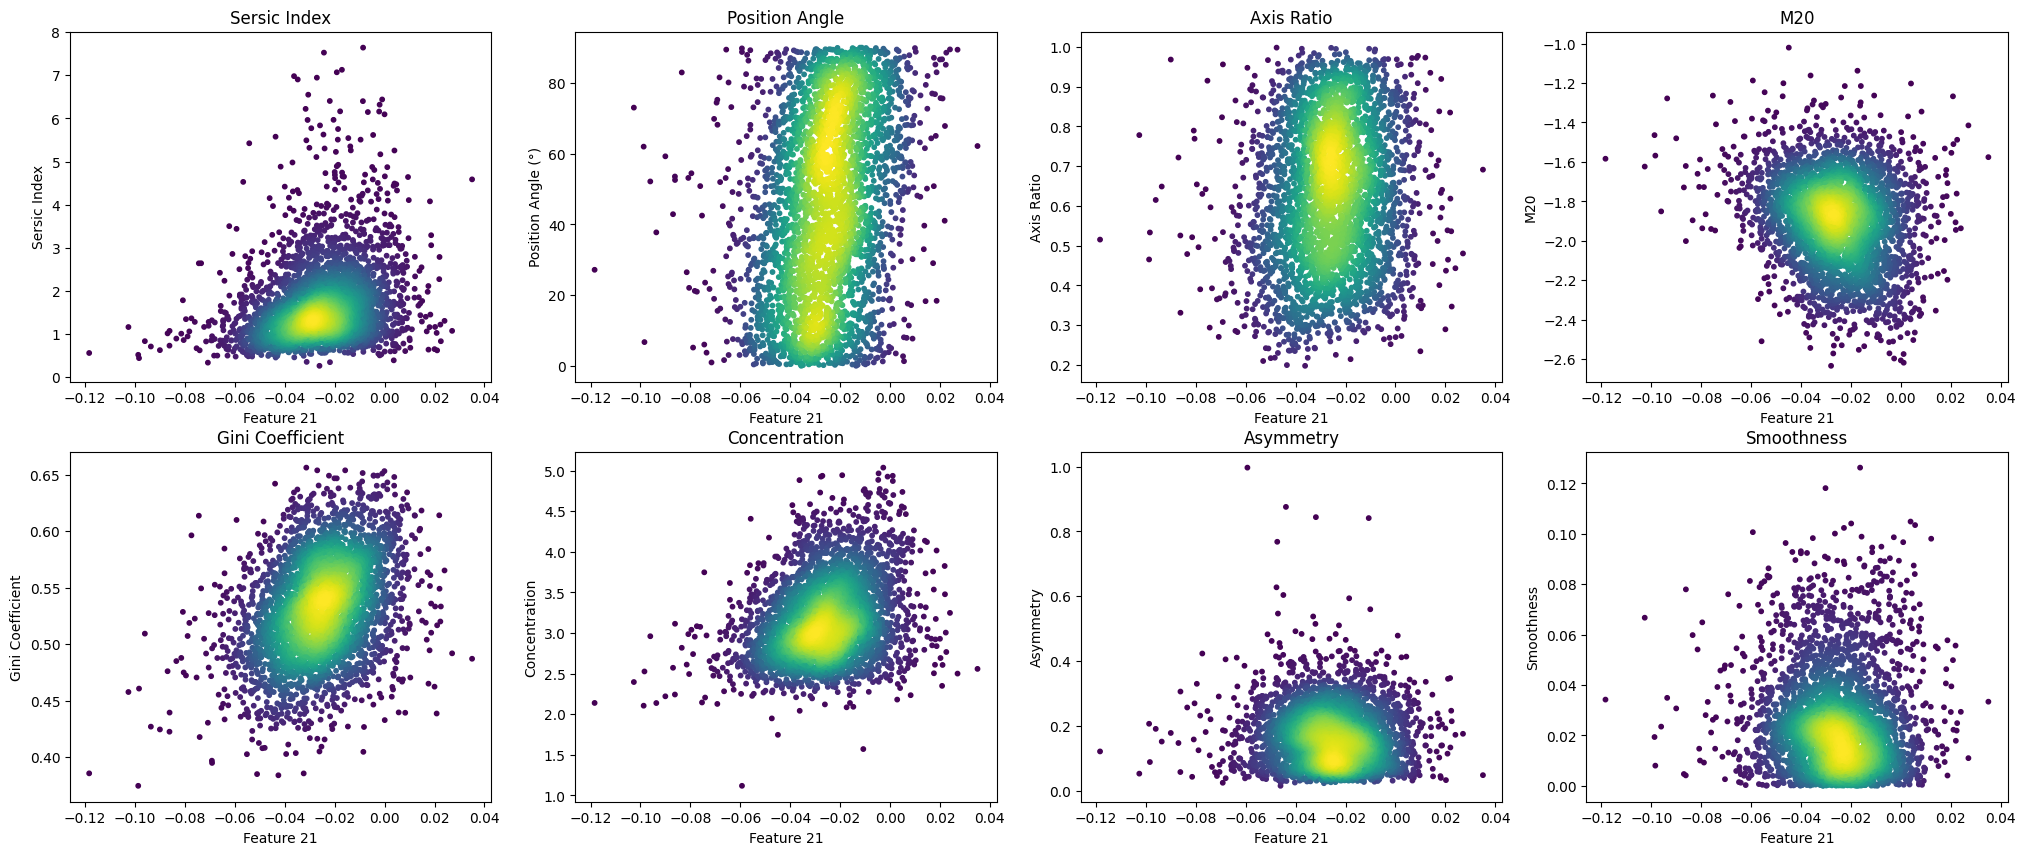 Sersic Index
Position Angle
Axis Ratio
M20
Sersic Index
8
7
6
5
4
3
2
1
0
−0.12 −0.10 −0.08 −0.06 −0.04 −0.02 0.00 0.02 0.04
Feature 21
Position Angle (°)
80
60
40
20
0
−0.12 −0.10 −0.08 −0.06 −0.04 −0.02 0.00 0.02 0.04
Feature 21
Axis Ratio
1.0
0.9
0.8
0.7
0.6
0.5
0.4
0.3
0.2
−0.12 −0.10 −0.08 −0.06 −0.04 −0.02 0.00 0.02 0.04
Feature 21
M20
−1.0
−1.2
−1.4
−1.6
−1.8
−2.0
−2.2
−2.4
−2.6
−0.12 −0.10 −0.08 −0.06 −0.04 −0.02 0.00 0.02 0.04
Feature 21
Gini Coefficient
Concentration
Asymmetry
Smoothness
Gini Coefficient
0.65
0.60
0.55
0.50
0.45
0.40
−0.12 −0.10 −0.08 −0.06 −0.04 −0.02 0.00 0.02 0.04
Feature 21
Concentration
5.0
4.5
4.0
3.5
3.0
2.5
2.0
1.5
1.0
−0.12 −0.10 −0.08 −0.06 −0.04 −0.02 0.00 0.02 0.04
Feature 21
Asymmetry
1.0
0.8
0.6
0.4
0.2
0.0
−0.12 −0.10 −0.08 −0.06 −0.04 −0.02 0.00 0.02 0.04
Feature 21
Smoothness
0.12
0.10
0.08
0.06
0.04
0.02
0.00
−0.12 −0.10 −0.08 −0.06 −0.04 −0.02 0.00 0.02 0.04
Feature 21